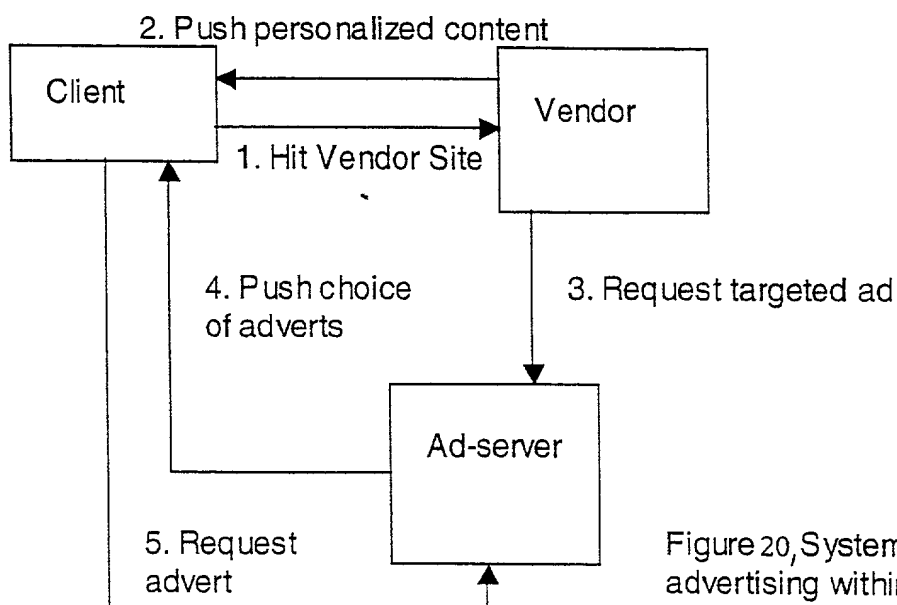 2. Push personalized content
Client
Vendor
1. Hit Vendor Site
4. Push choice
of adverts
3. Request targeted ad
Ad-server
5. Request
advert
Figure 20, System
advertising within